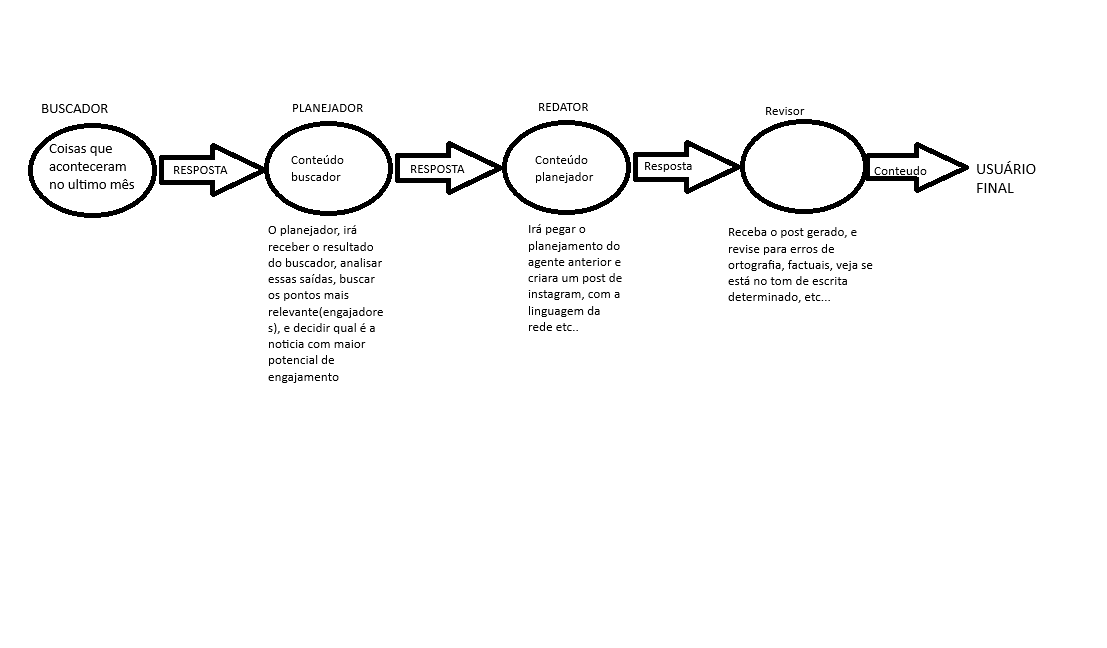 BUSCADOR
Coisas que
aconteceram
no ultimo mês
RESPOSTA
PLANEJADOR
Conteúdo
buscador
O planejador, irá
receber o resultado
do buscador, analisar
essas saídas, buscar
os pontos mais
relevante(engajadore
s), e decidir qual é a
noticia com maior
potencial de
engajamento
RESPOSTA
REDATOR
Conteúdo
planejador
Irá pegar o
planejamento do
agente anterior e
criara um post de
instagram, com a
linguagem da
rede etc..
Resposta
Revisor
Receba o post gerado, e
revise para erros de
ortografia, factuais, veja se
está no tom de escrita
determinado, etc...
Conteudo
USUÁRIO
FINAL